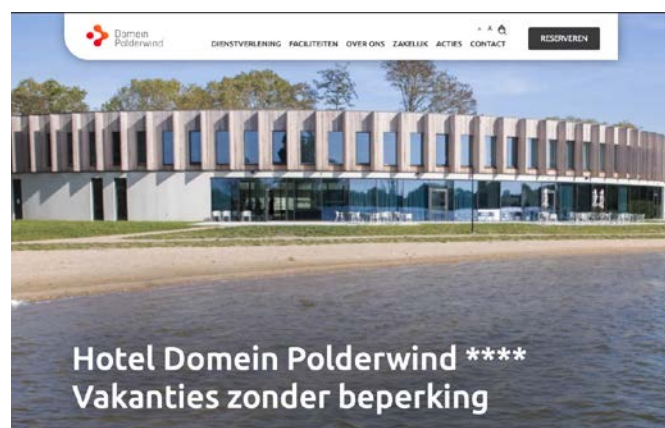 Domein
Polderwind
DIENSTVERLENING FACILITEITEN OVER ONS ZAKELIJK ACTIES CONTACT
A A A
RESERVEREN
Hotel Domein Polderwind ****
Vakanties zonder beperking